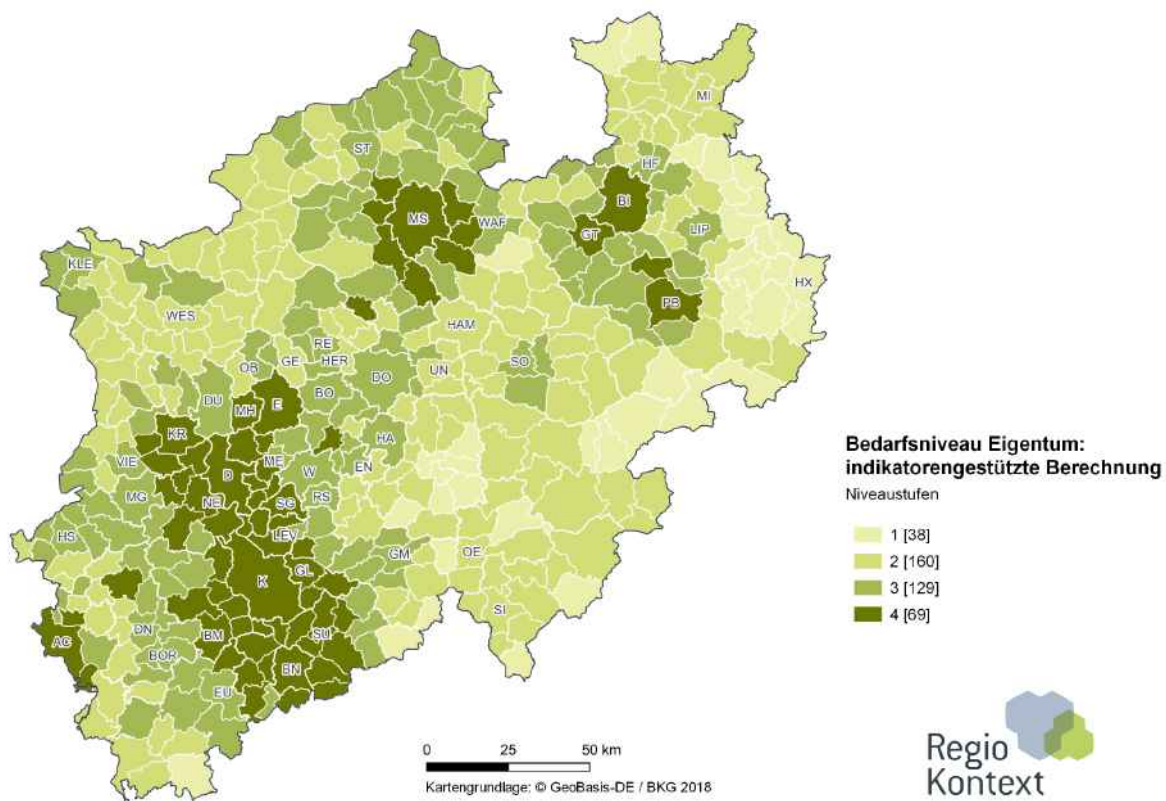 MI
ST
HF
MS
WAF
BI
GT
LIP
KLE
HX
PB
WES
HAM
RE
OB
GE
HER
UN
SO
DU
MH
E
BO
DO
KR
HA
VIE
ME
W
EN
D
MG
NE
SG
RS
HS
LEV
GM
OE
GL
K
SI
DN
BM
SU
AC
BOR
BN
EU
Bedarfsniveau Eigentum:
indikatorengestützte Berechnung
Niveaustufen
1 [38]
2 [160]
3 [129]
4 [69]
0 25 50 km
Kartengrundlage: © GeoBasis-DE / BKG 2018
Regio
Kontext